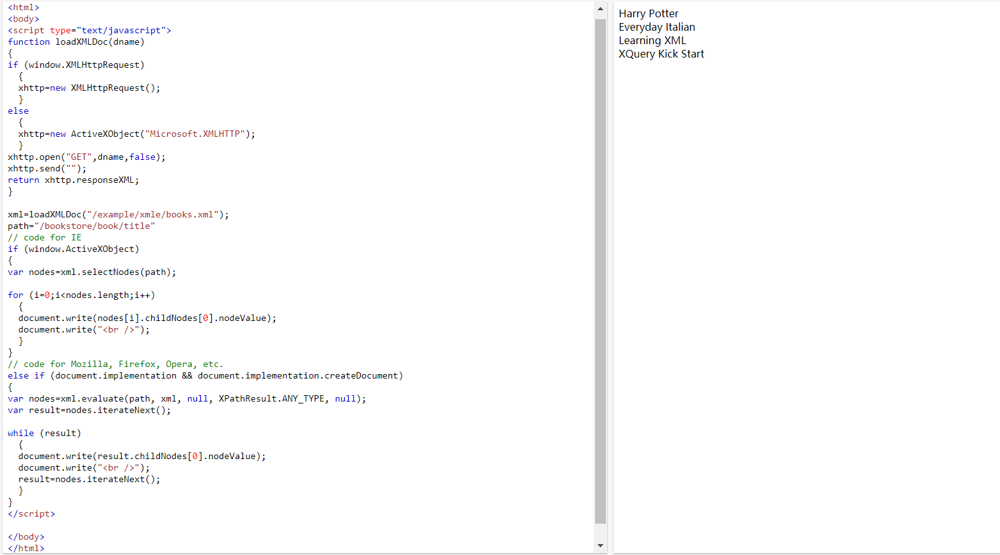 <html>
<body>
<script type="text/javascript">
function loadXMLDoc(dname)
{
if (window.XMLHttpRequest)
  {
  xhttp=new XMLHttpRequest();
  }
else
  {
  xhttp=new ActiveXObject("Microsoft.XMLHTTP");
  }
xhttp.open("GET",dname,false);
xhttp.send("");
return xhttp.responseXML;
}

xml=loadXMLDoc("/example/xmle/books.xml");
path="/bookstore/book/title"
// code for IE
if (window.ActiveXObject)
{
var nodes=xml.selectNodes(path);

for (i=0;i<nodes.length;i++)
  {
  document.write(nodes[i].childNodes[0].nodeValue);
  document.write("<br />");
  }
}
// code for Mozilla, Firefox, Opera, etc.
else if (document.implementation && document.implementation.createDocument)
{
var nodes=xml.evaluate(path, xml, null, XPathResult.ANY_TYPE, null);
var result=nodes.iterateNext();

while (result)
  {
  document.write(result.childNodes[0].nodeValue);
  document.write("<br />");
  result=nodes.iterateNext();
  }
}
</script>

</body>
</html>
Harry Potter
Everyday Italian
Learning XML
XQuery Kick Start